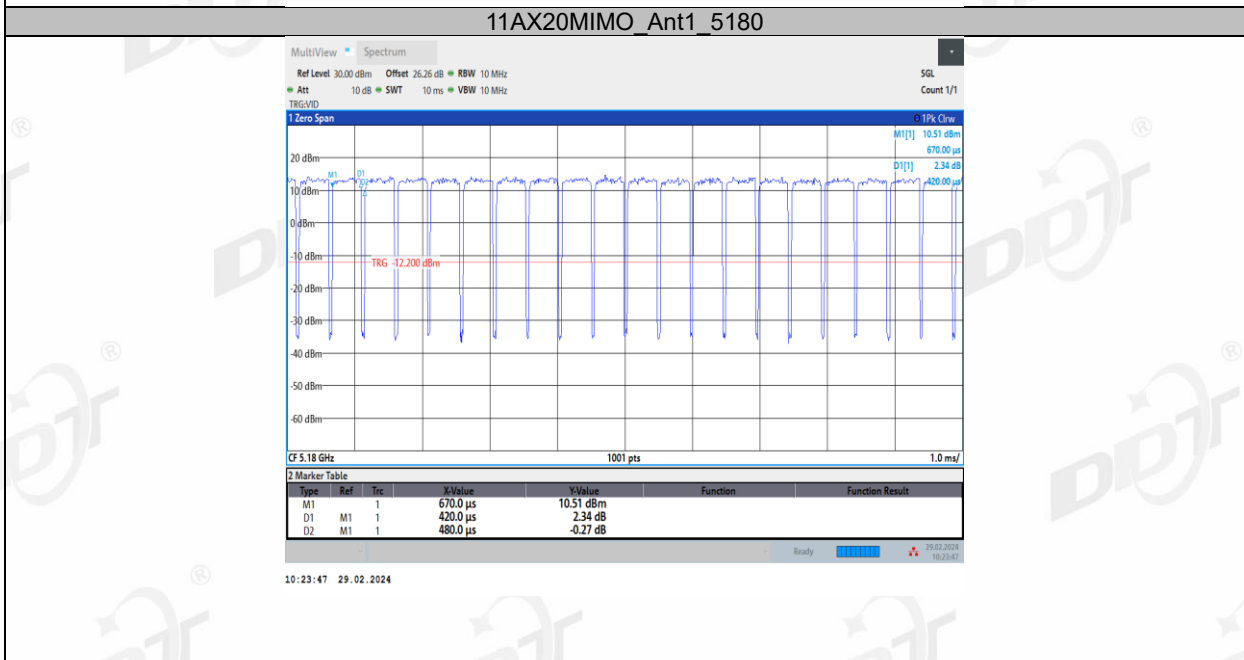 11AX20MIMO_Ant1_5180
MultiView Spectrum
Ref Level 30.00 dBm Offset 26.26 dB RBW 10 MHz SGL
Att 10 dB SWT 10 ms VBW 10 MHz Count 1/1
TRG:VID
1 Zero Span 1Pk Clrw
M1[1] 10.51 dBm
670.00 µs
D1[1] 2.34 dB
420.00 µs
20 dBm
M1 D1
D2
10 dBm
0 dBm
-10 dBm
TRG -12.200 dBm
-20 dBm
-30 dBm
-40 dBm
-50 dBm
-60 dBm
CF 5.18 GHz 1001 pts 1.0 ms/
2 Marker Table
Type Ref Trc X-Value Y-Value Function Function Result
M1 1 670.0 µs 10.51 dBm
D1 M1 1 420.0 µs 2.34 dB
D2 M1 1 480.0 µs -0.27 dB
Ready 29.02.2024
10:23:47
10:23:47 29.02.2024
DDT ®